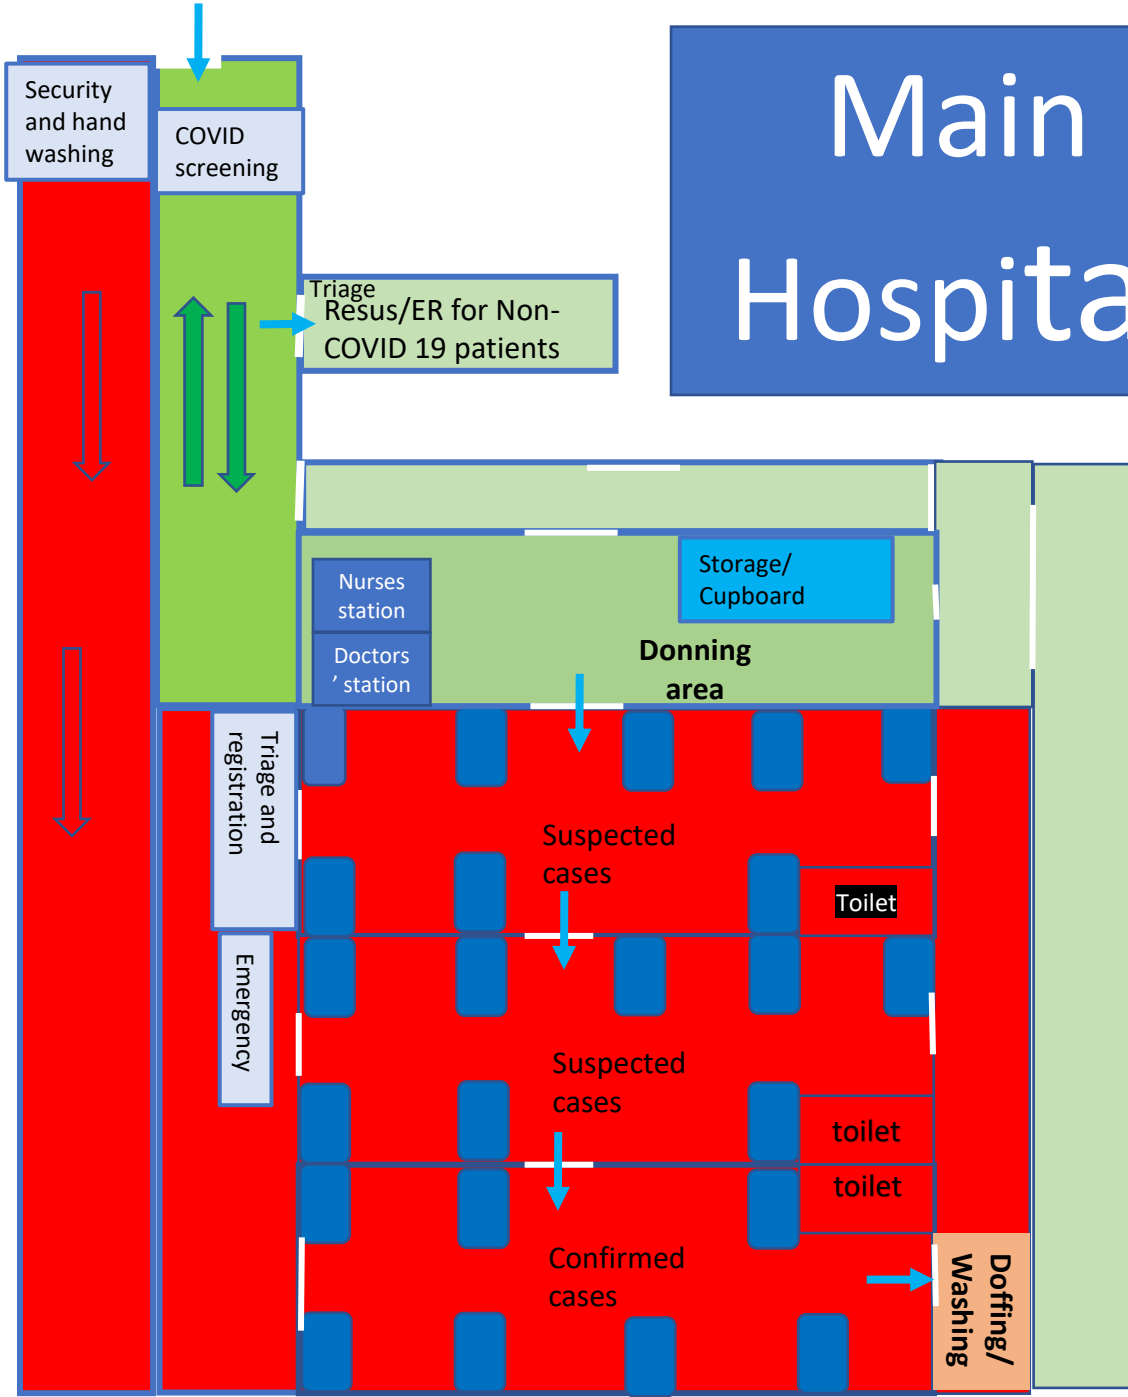 Main
Hospita
Security
and hand
washing
COVID
screening
Triage
Resus/ER for Non-
COVID 19 patients
Nurses
station
Doctors
’ station
Storage/
Cupboard
Donning
area
Triage and
registration
Suspected
cases
Toilet
Emergency
Suspected
cases
toilet
toilet
Confirmed
cases
Doffing/
Washing